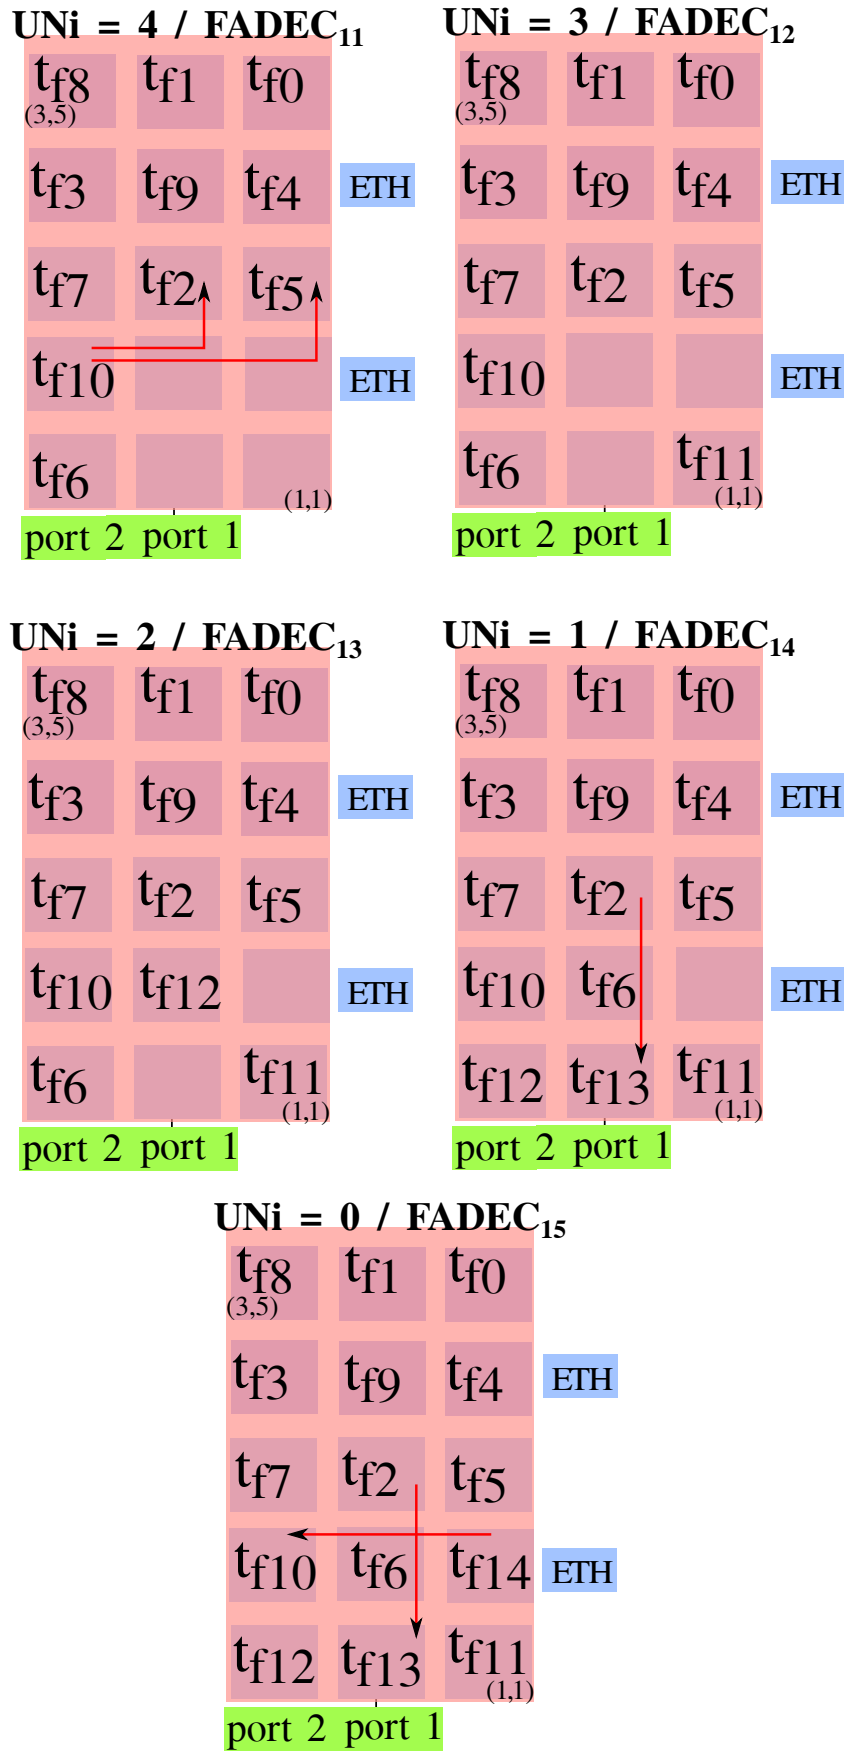 UNi = 4 / FADEC11
tf8 tf1 tf0
(3,5)
tf3 tf9 tf4 ETH
tf7 tf2 tf5
tf10 ETH
tf6
(1,1)
port 2 port 1
UNi = 3 / FADEC12
tf8 tf1 tf0
(3,5)
tf3 tf9 tf4 ETH
tf7 tf2 tf5
tf10 ETH
tf6 tf11
(1,1)
port 2 port 1
UNi = 2 / FADEC13
tf8 tf1 tf0
(3,5)
tf3 tf9 tf4 ETH
tf7 tf2 tf5
tf10 tf12 ETH
tf6 tf11
(1,1)
port 2 port 1
UNi = 1 / FADEC14
tf8 tf1 tf0
(3,5)
tf3 tf9 tf4 ETH
tf7 tf2 tf5
tf10 tf6 ETH
tf12 tf13 tf11
(1,1)
port 2 port 1
UNi = 0 / FADEC15
tf8 tf1 tf0
(3,5)
tf3 tf9 tf4 ETH
tf7 tf2 tf5
tf10 tf6 tf14 ETH
tf12 tf13 tf11
(1,1)
port 2 port 1